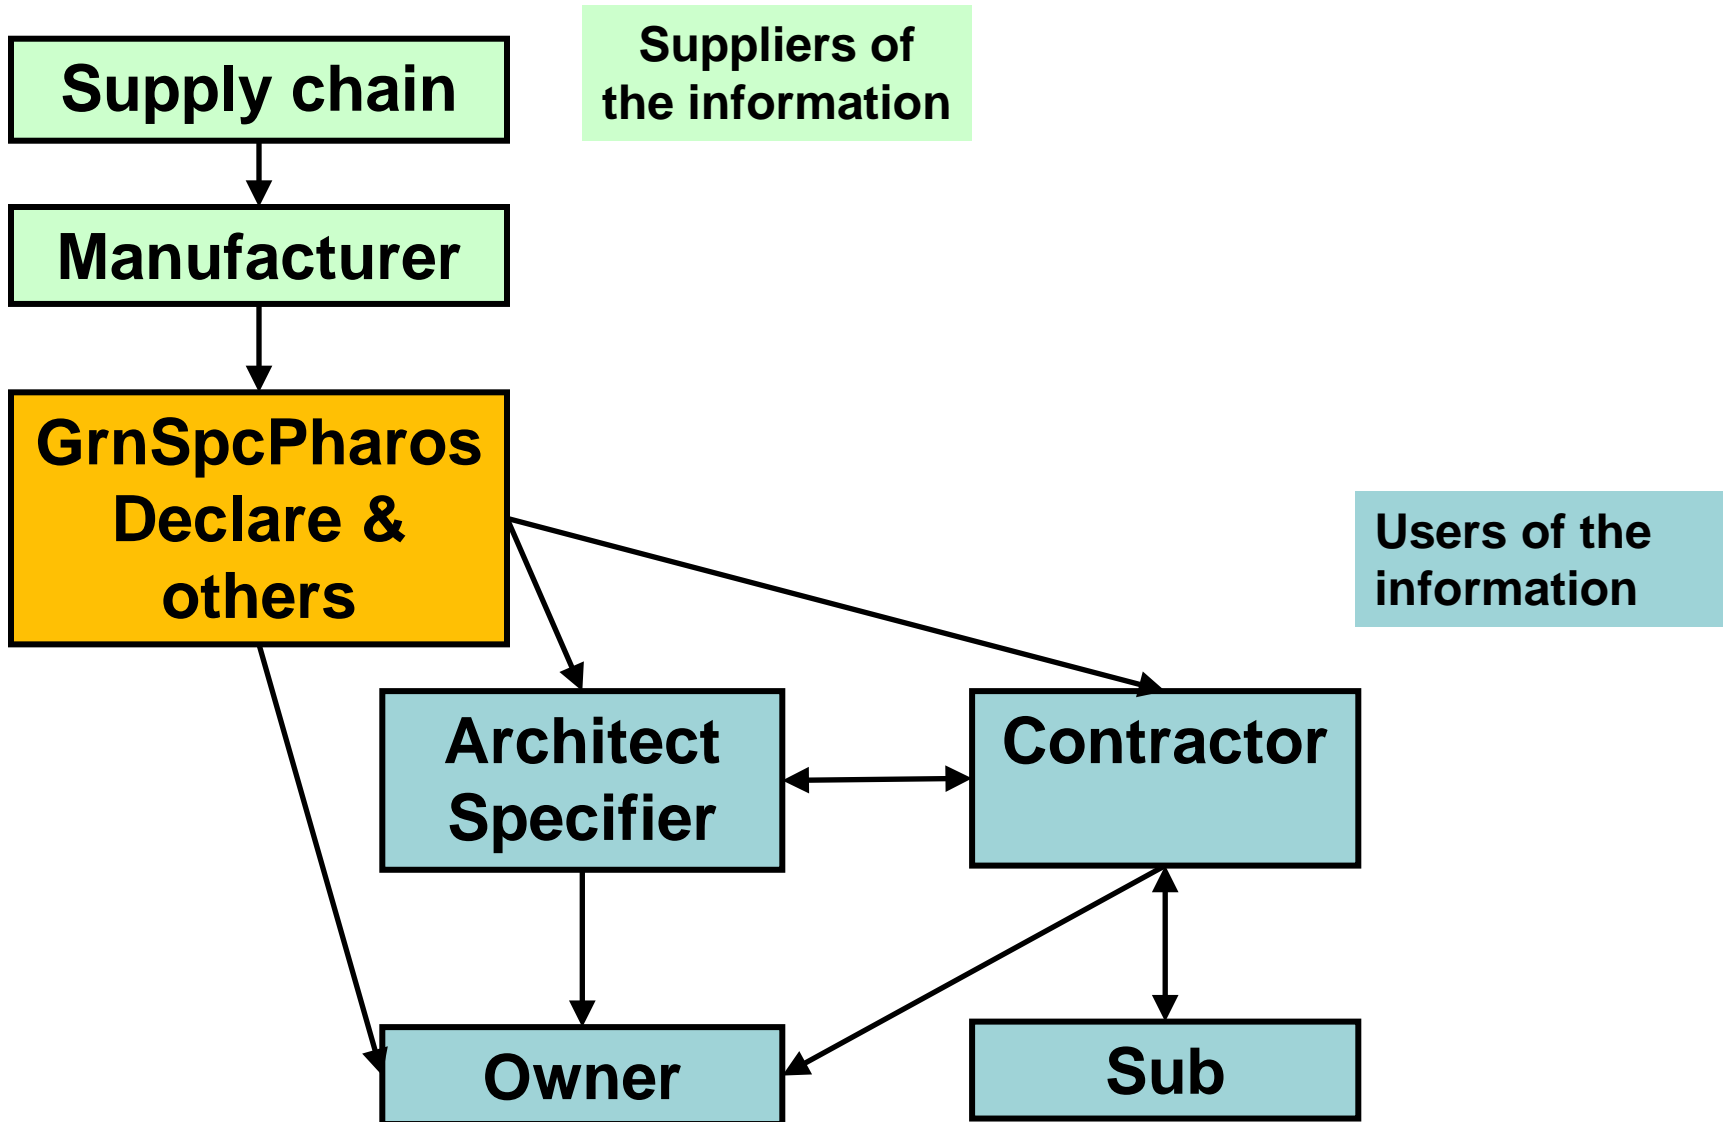 Supply chain
Suppliers of
the information
Manufacturer
GrnSpcPharos
Declare &
others
Users of the
information
Architect
Specifier
Contractor
Owner
Sub